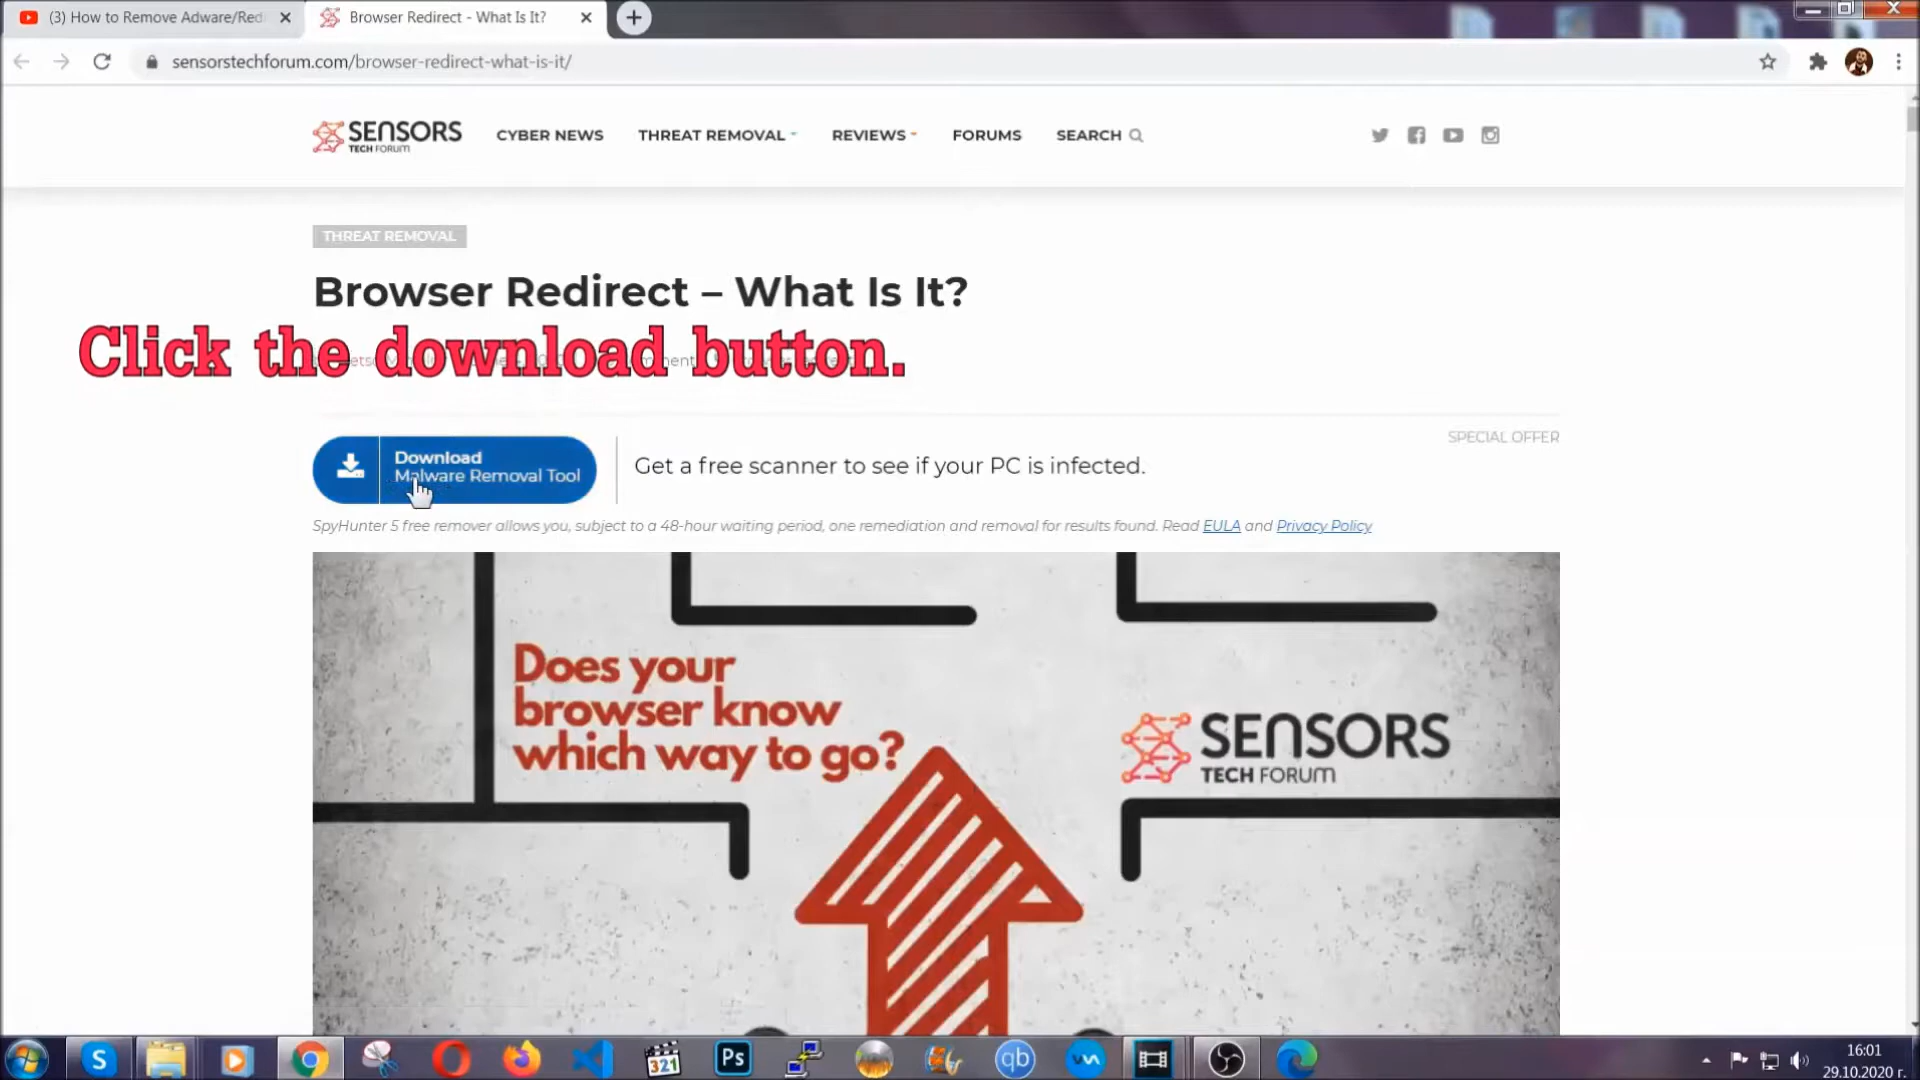 (3) How to Remove Adware/Redi
Browser Redirect - What Is It?
sensorstechforum.com/browser-redirect-what-is-it/
SENSORS
TECH FORUM
CYBER NEWS
THREAT REMOVAL
REVIEWS
FORUMS
SEARCH
THREAT REMOVAL
Browser Redirect – What Is It?
Click the download button.
SPECIAL OFFER
Download
Malware Removal Tool
Get a free scanner to see if your PC is infected.
SpyHunter 5 free remover allows you, subject to a 48-hour waiting period, one remediation and removal for results found. Read EULA and Privacy Policy
Does your
browser know
which way to go?
SENSORS
TECH FORUM
S
321
Ps
qb
16:01
29.10.2020 г.